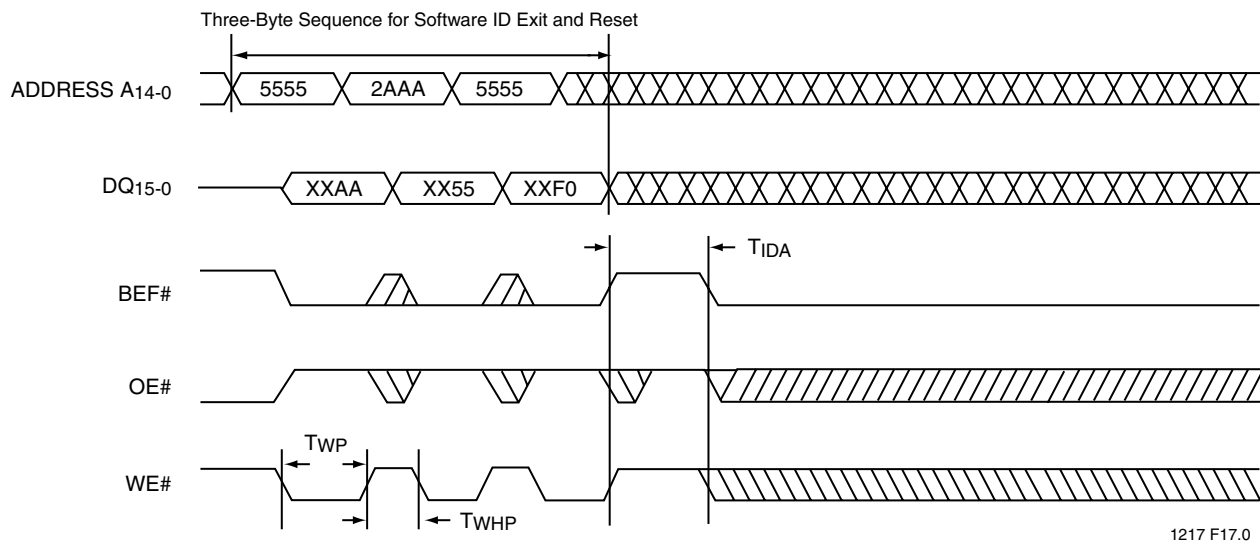 Three-Byte Sequence for Software ID Exit and Reset
ADDRESS A14-0
5555 2AAA 5555
DQ15-0
XXAA XX55 XXF0
TIDA
BEF#
OE#
TWP
WE#
TWHP
1217 F17.0